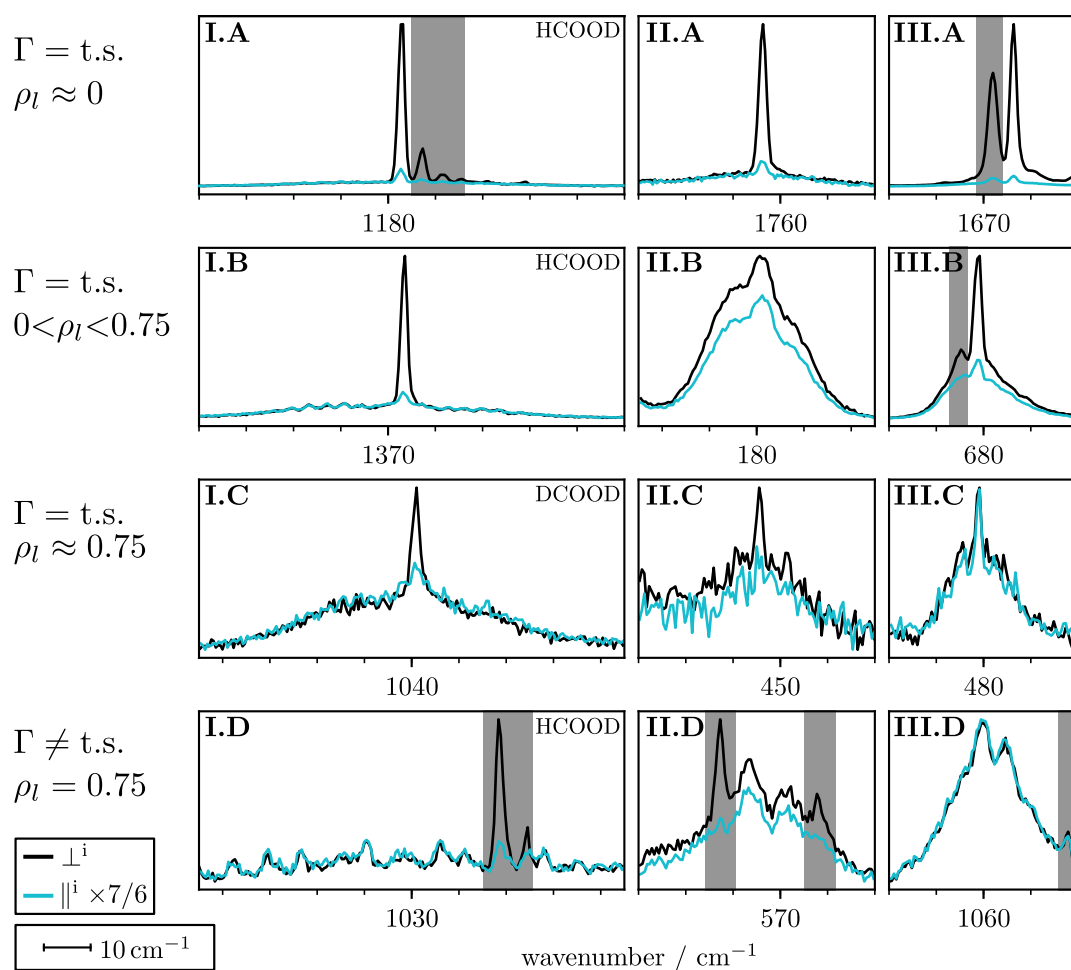 Γ = t.s.
ρ_l ≈ 0
I.A HCOOD
II.A
III.A
1180
1760
1670
Γ = t.s.
0<ρ_l<0.75
I.B HCOOD
II.B
III.B
1370
180
680
Γ = t.s.
ρ_l ≈ 0.75
I.C DCOOD
II.C
III.C
1040
450
480
Γ ≠ t.s.
ρ_l = 0.75
I.D HCOOD
II.D
III.D
1030
570
1060
⊥ⁱ
∥ⁱ ×7/6
10 cm⁻¹
wavenumber / cm⁻¹